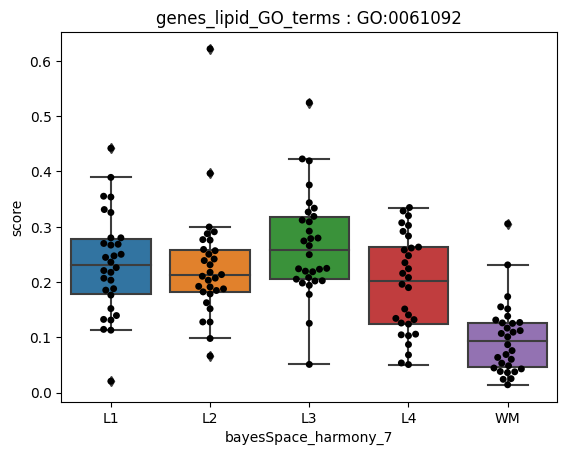 genes_lipid_GO_terms : GO:0061092
score
0.6
0.5
0.4
0.3
0.2
0.1
0.0
L1 L2 L3 L4 WM
bayesSpace_harmony_7